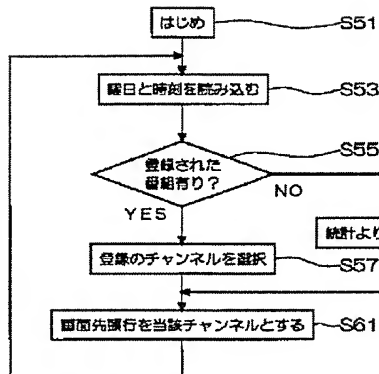 はじめ S51
曜日と時刻を読み込む S53
登録された
番組有り？ S55
NO
YES
統計より
登録のチャンネルを選択 S57
画面先頭行を当該チャンネルとする S61